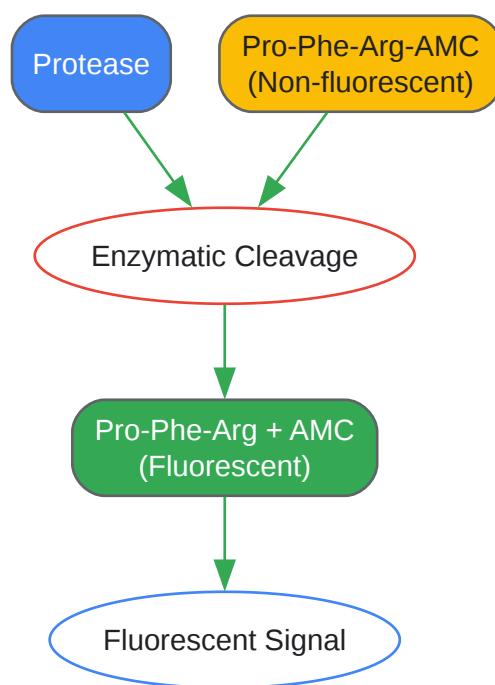 Protease
Pro-Phe-Arg-AMC
(Non-fluorescent)
Enzymatic Cleavage
Pro-Phe-Arg + AMC
(Fluorescent)
Fluorescent Signal